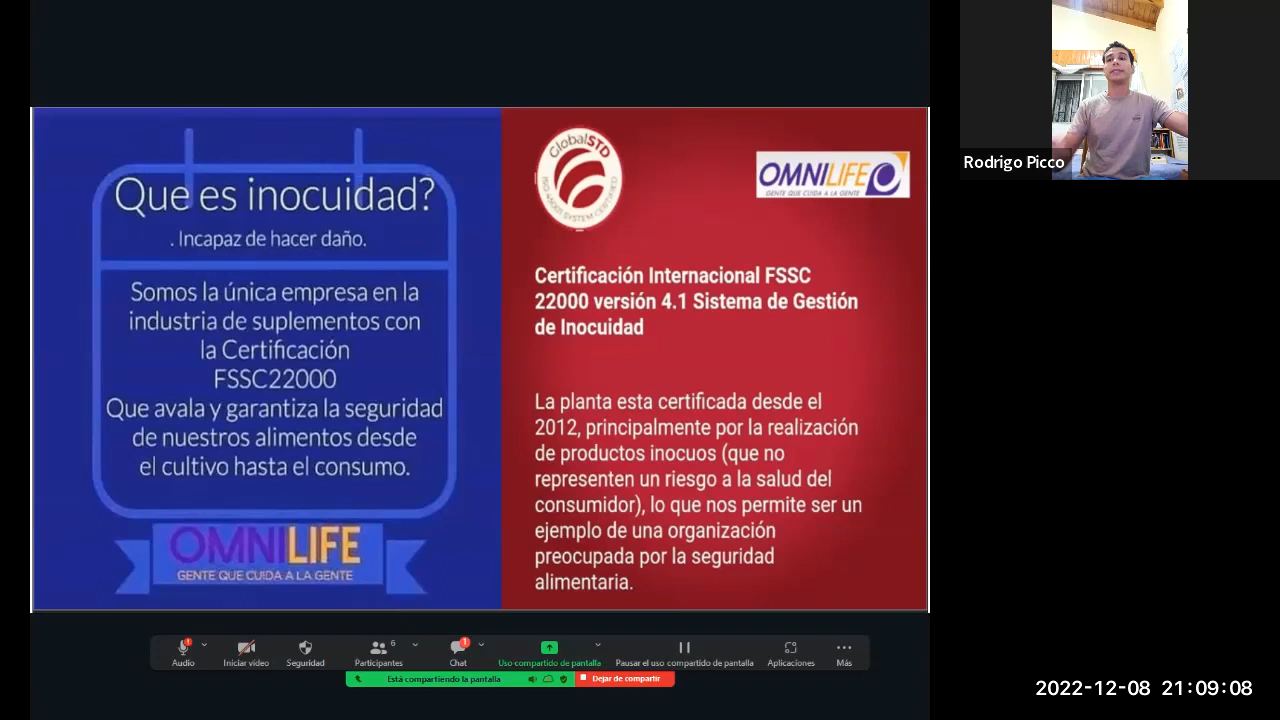 Que es inocuidad?
. Incapaz de hacer daño.
Somos la única empresa en la
industria de suplementos con
la Certificación
FSSC22000
Que avala y garantiza la seguridad
de nuestros alimentos desde
el cultivo hasta el consumo.
OMNILIFE
GENTE QUE CUIDA A LA GENTE
GlobalSTD
ISO 45001 SYSTEM CERTIFIED
OMNILIFE
GENTE QUE CUIDA A LA GENTE
Certificación Internacional FSSC
22000 versión 4.1 Sistema de Gestión
de Inocuidad
La planta esta certificada desde el
2012, principalmente por la realización
de productos inocuos (que no
representen un riesgo a la salud del
consumidor), lo que nos permite ser un
ejemplo de una organización
preocupada por la seguridad
alimentaria.
Rodrigo Picco
Audio
Iniciar vídeo
Seguridad
Participantes
6
Chat
1
Uso compartido de pantalla
Pausar el uso compartido de pantalla
Aplicaciones
Más
Está compartiendo la pantalla
Dejar de compartir
2022-12-08 21:09:08